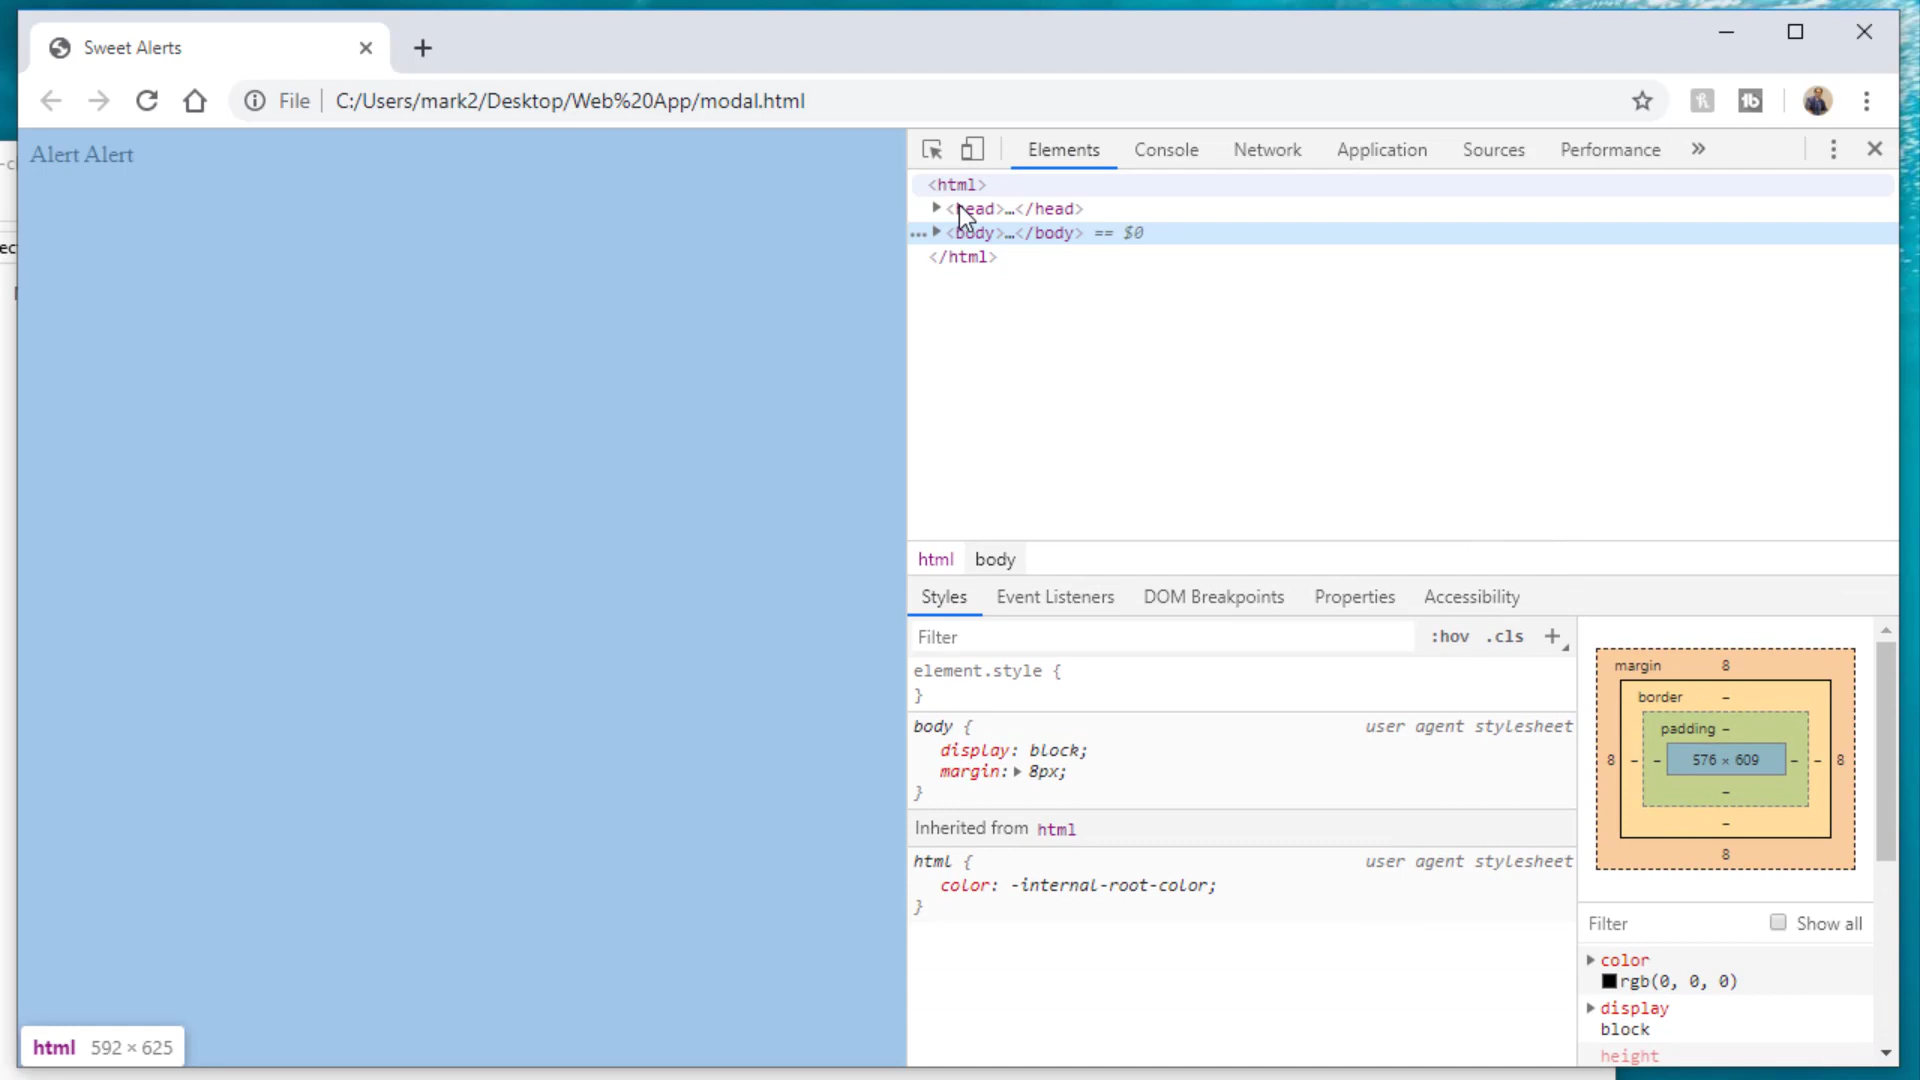 Sweet Alerts
File C:/Users/mark2/Desktop/Web%20App/modal.html
Alert Alert
Elements Console Network Application Sources Performance »
<html>
<head>…</head>
… <body>…</body> == $0
</html>
html body
Styles Event Listeners DOM Breakpoints Properties Accessibility
Filter :hov .cls +
element.style {
}
body { user agent stylesheet
display: block;
margin: 8px;
}
Inherited from html
html { user agent stylesheet
color: -internal-root-color;
}
margin 8
border –
padding –
8 – – 576 × 609 – – 8
–
–
8
Filter Show all
color
rgb(0, 0, 0)
display
block
height
html 592 × 625